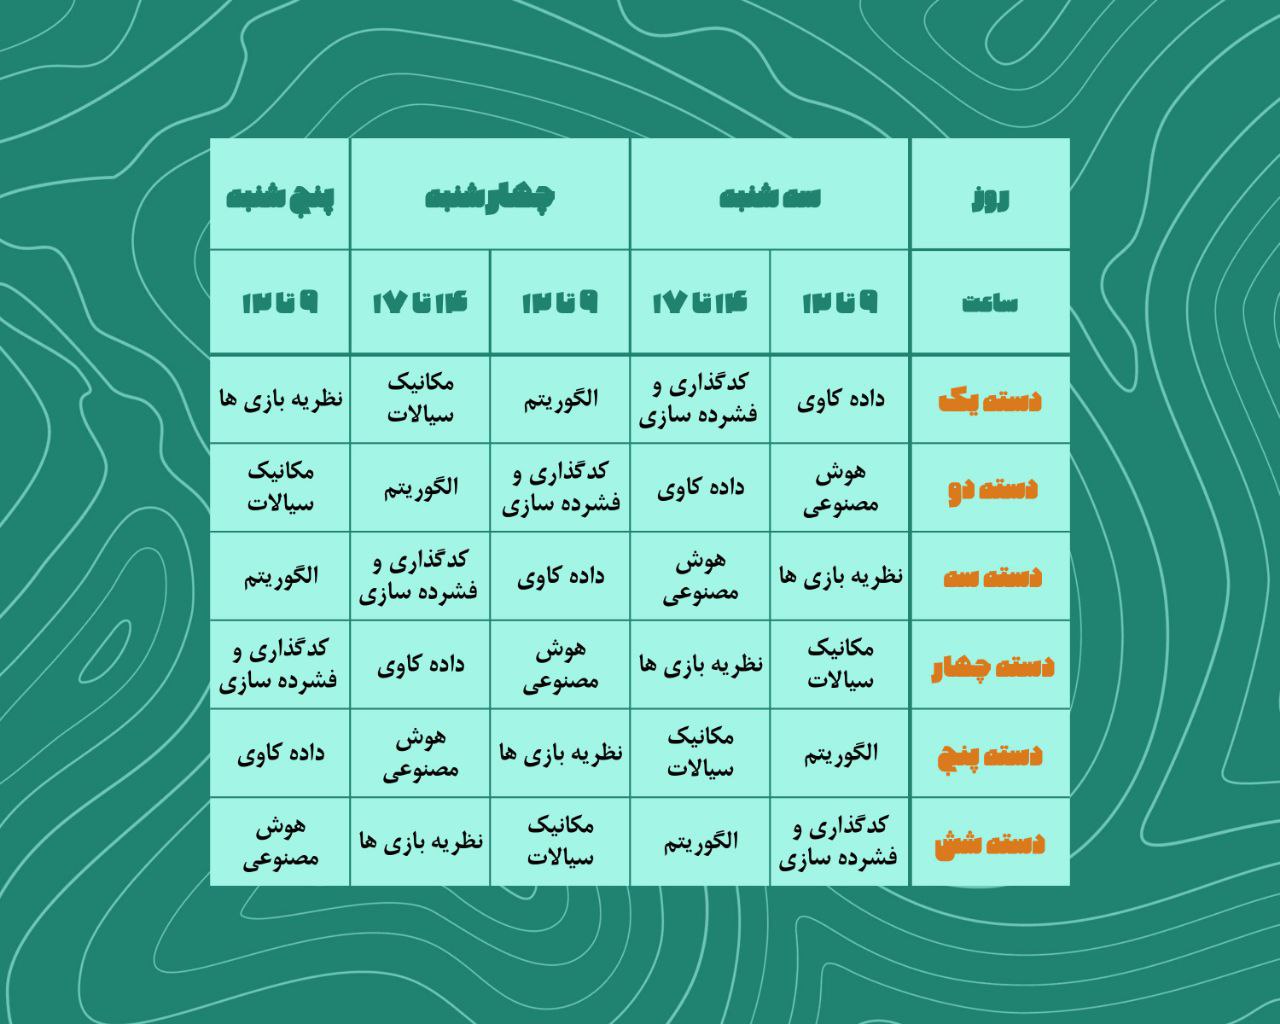 روز
سه شنبه
چهارشنبه
پنج شنبه
ساعت
۹ تا ۱۲
۱۴ تا ۱۷
۹ تا ۱۲
۱۴ تا ۱۷
۹ تا ۱۲
دسته یک
داده کاوی
کدگذاری و
فشرده سازی
الگوریتم
مکانیک
سیالات
نظریه بازی ها
دسته دو
هوش
مصنوعی
داده کاوی
کدگذاری و
فشرده سازی
الگوریتم
مکانیک
سیالات
دسته سه
نظریه بازی ها
هوش
مصنوعی
داده کاوی
کدگذاری و
فشرده سازی
الگوریتم
دسته چهار
مکانیک
سیالات
نظریه بازی ها
هوش
مصنوعی
داده کاوی
کدگذاری و
فشرده سازی
دسته پنج
الگوریتم
مکانیک
سیالات
نظریه بازی ها
هوش
مصنوعی
داده کاوی
دسته شش
کدگذاری و
فشرده سازی
الگوریتم
مکانیک
سیالات
نظریه بازی ها
هوش
مصنوعی